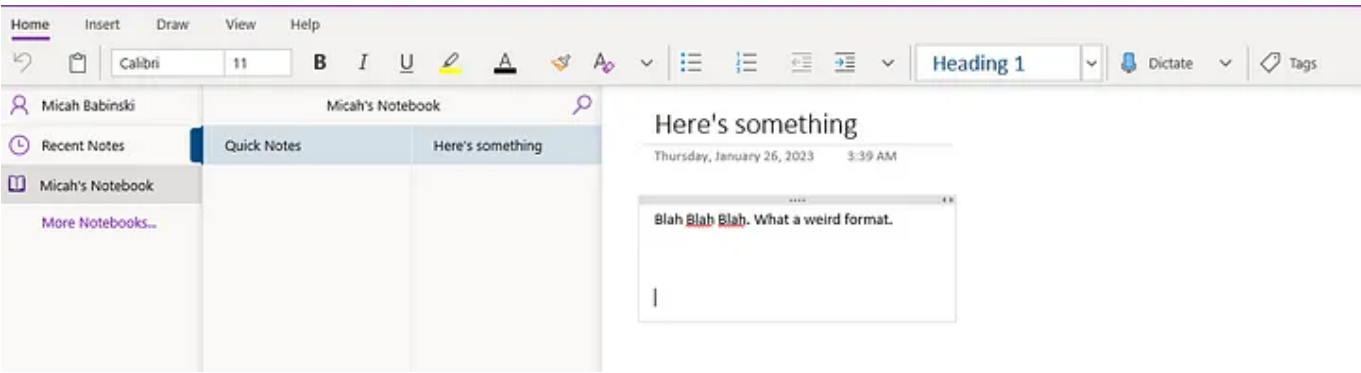 Home Insert Draw View Help
Calibri 11 B I U A A Heading 1 Dictate Tags
Micah Babinski Micah's Notebook
Here's something
Recent Notes Quick Notes Here's something
Thursday, January 26, 2023 3:39 AM
Micah's Notebook
More Notebooks...
Blah Blah Blah. What a weird format.